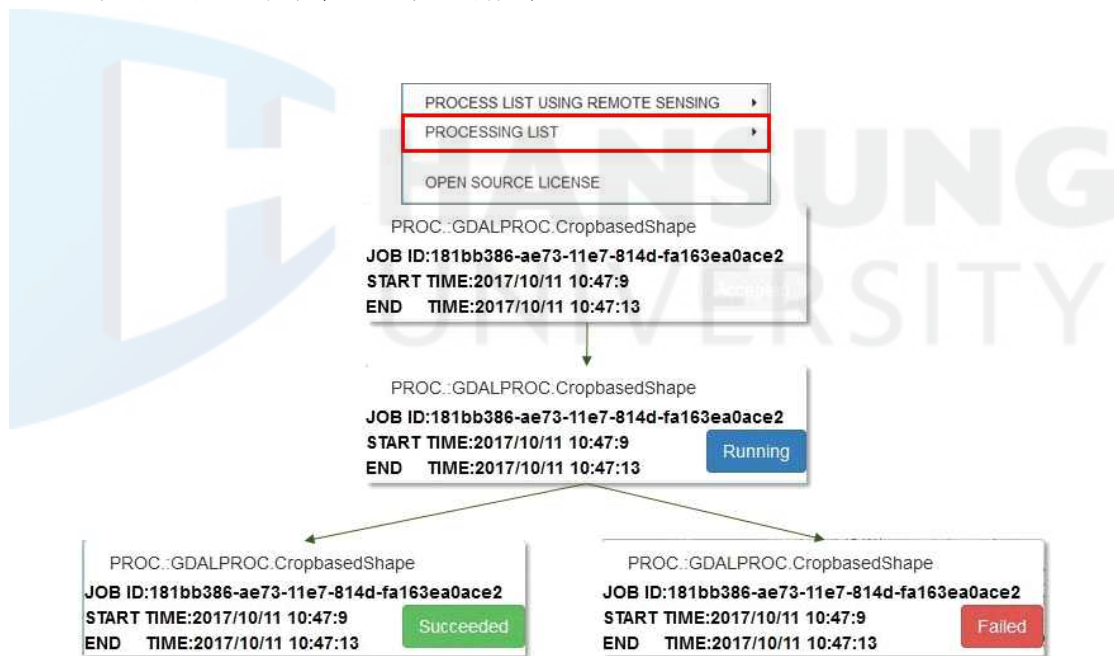 PROCESS LIST USING REMOTE SENSING
PROCESSING LIST
OPEN SOURCE LICENSE
HANSUNG
UNIVERSITY
PROC.::GDALPROC.CropbasedShape
JOB ID:181bb386-ae73-11e7-814d-fa163ea0ace2
START TIME:2017/10/11 10:47:9
Accepted
END TIME:2017/10/11 10:47:13
PROC.::GDALPROC.CropbasedShape
JOB ID:181bb386-ae73-11e7-814d-fa163ea0ace2
START TIME:2017/10/11 10:47:9
Running
END TIME:2017/10/11 10:47:13
PROC.::GDALPROC.CropbasedShape
JOB ID:181bb386-ae73-11e7-814d-fa163ea0ace2
START TIME:2017/10/11 10:47:9
Succeeded
END TIME:2017/10/11 10:47:13
PROC.::GDALPROC.CropbasedShape
JOB ID:181bb386-ae73-11e7-814d-fa163ea0ace2
START TIME:2017/10/11 10:47:9
Failed
END TIME:2017/10/11 10:47:13